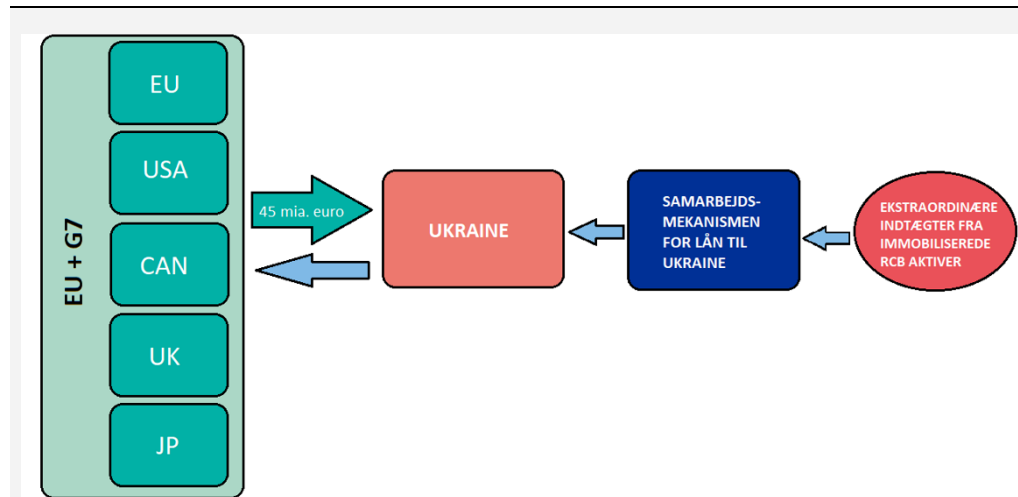 EU + G7
EU
USA
CAN
UK
JP
45 mia. euro
UKRAINE
SAMARBEJDS-
MEKANISMEN
FOR LÅN TIL
UKRAINE
EKSTRAORDINÆRE
INDTÆGTER FRA
IMMOBILISEREDE
RCB AKTIVER